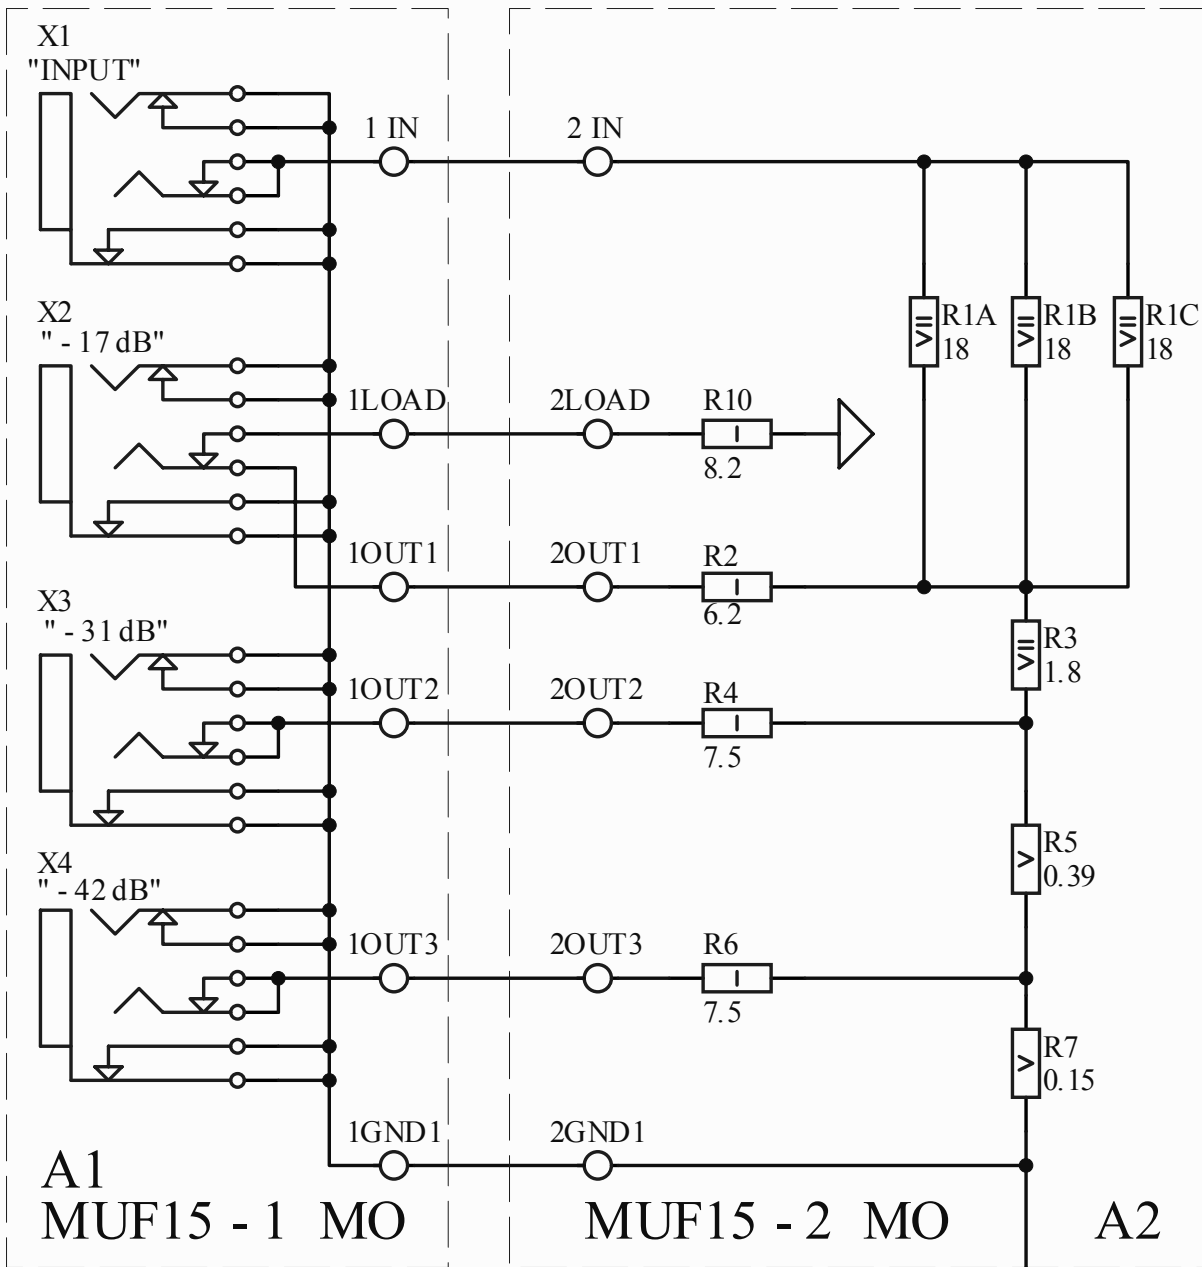 X1
"INPUT"
1 IN
2 IN
R1A
18
R1B
18
R1C
18
X2
" - 17 dB"
1LOAD
2LOAD
R10
8.2
1OUT1
2OUT1
R2
6.2
X3
" - 31 dB"
R3
1.8
1OUT2
2OUT2
R4
7.5
X4
" - 42 dB"
R5
0.39
1OUT3
2OUT3
R6
7.5
R7
0.15
1GND1
2GND1
A1
MUF15 - 1 MO
MUF15 - 2 MO
A2